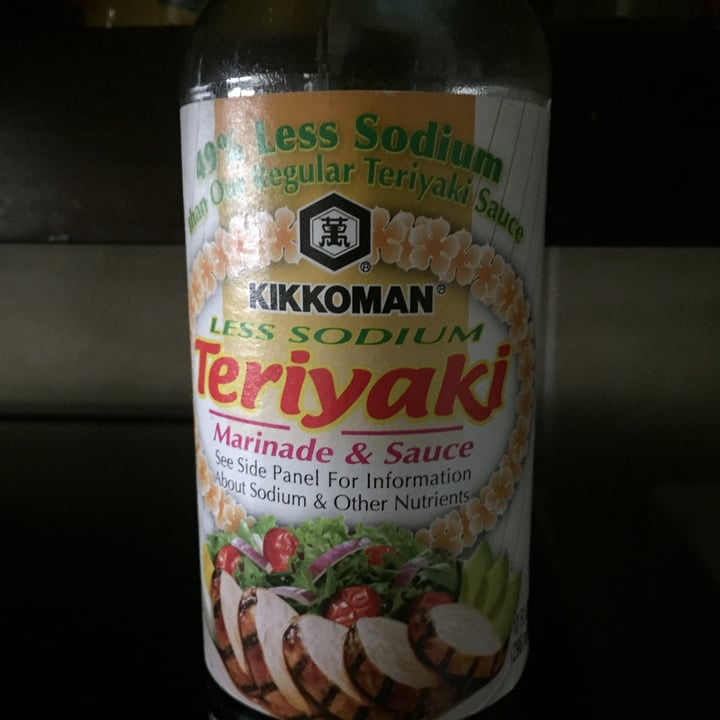 49% Less Sodium
Than Our Regular Teriyaki Sauce
萬
®
KIKKOMAN®
LESS SODIUM
Teriyaki
Marinade & Sauce
See Side Panel For Information
About Sodium & Other Nutrients